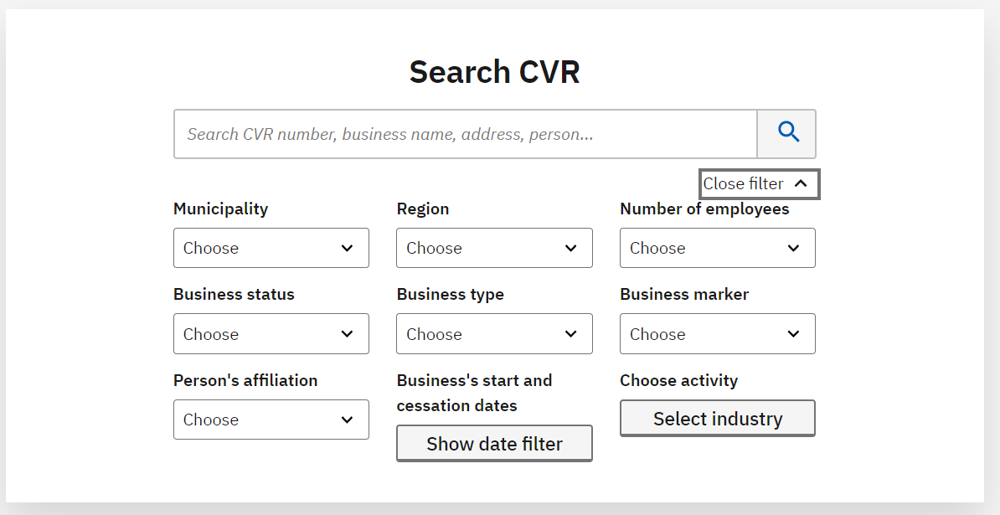 Search CVR
Search CVR number, business name, address, person...
Close filter
Municipality
Region
Number of employees
Choose
Choose
Choose
Business status
Business type
Business marker
Choose
Choose
Choose
Person's affiliation
Business's start and
cessation dates
Choose activity
Choose
Show date filter
Select industry